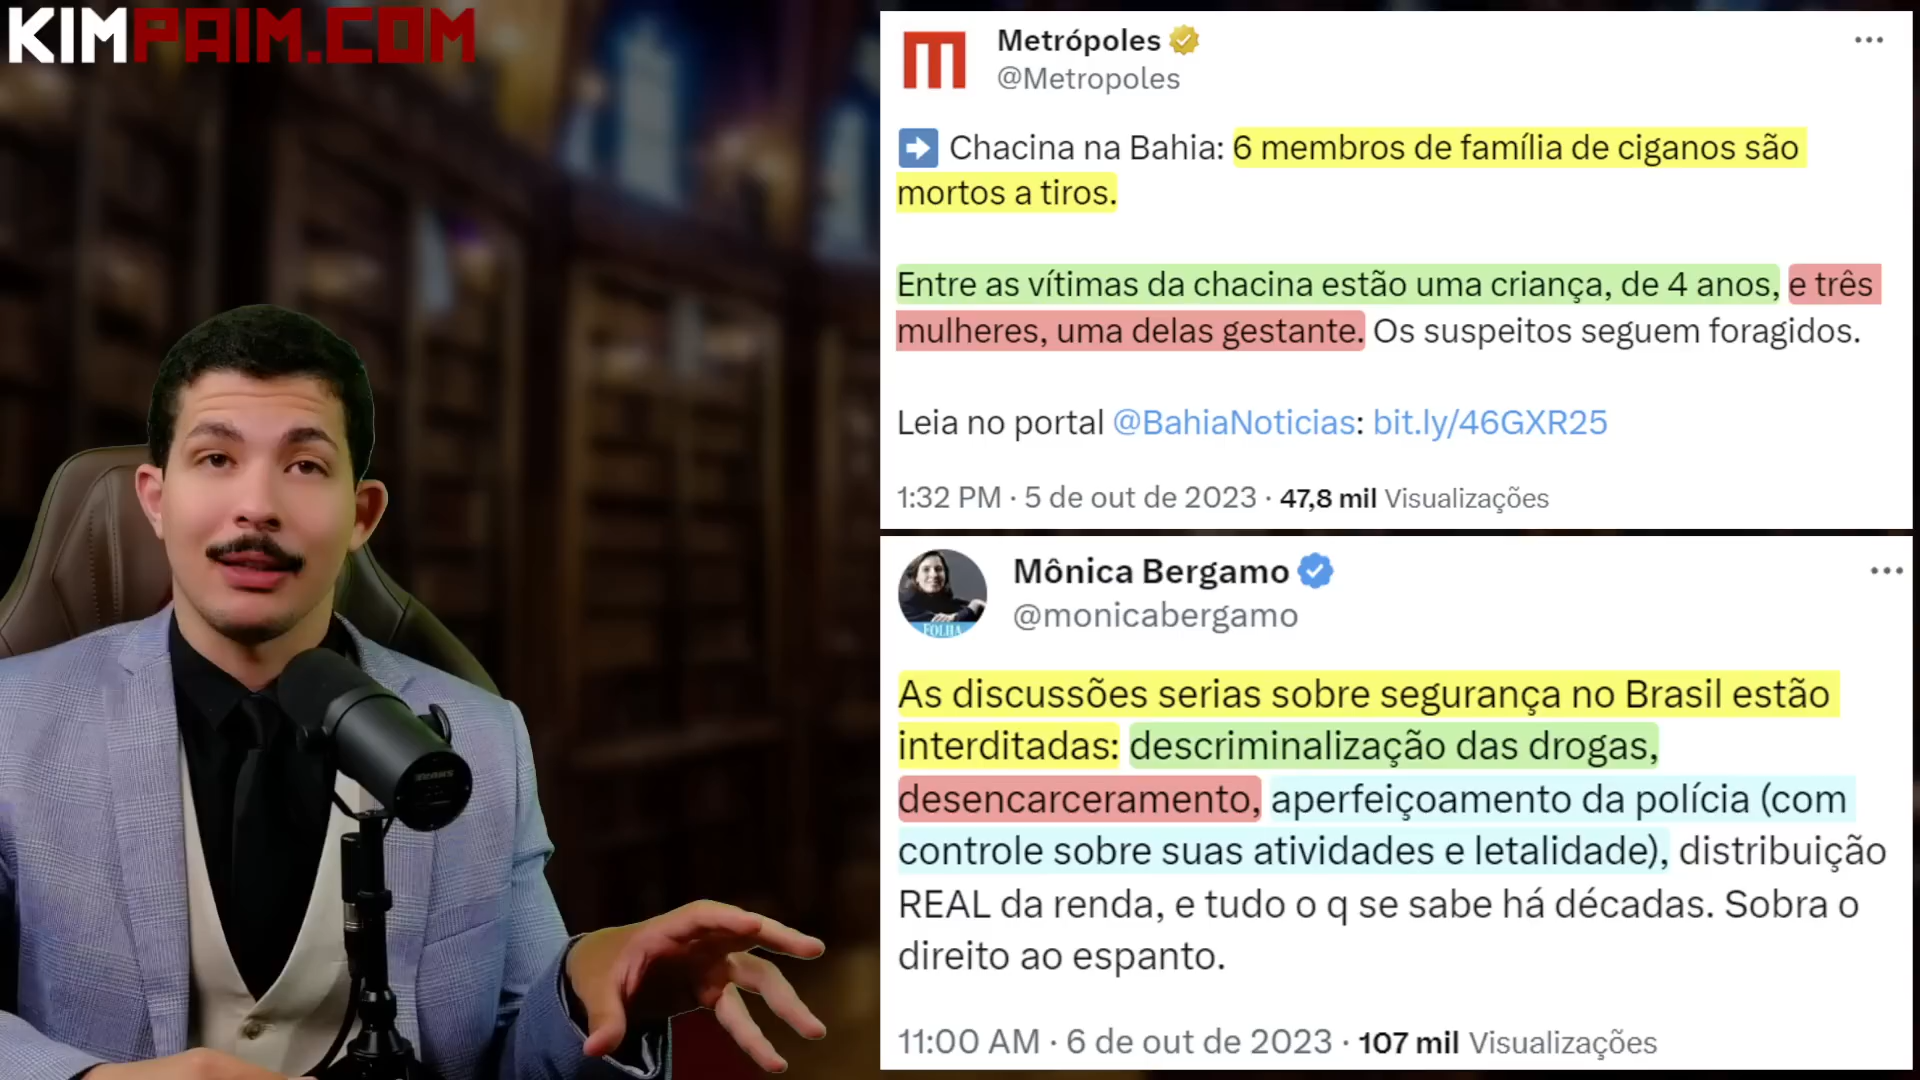 KIMPAIM.COM
Metrópoles
@Metropoles
➡️ Chacina na Bahia: 6 membros de família de ciganos são
mortos a tiros.
Entre as vítimas da chacina estão uma criança, de 4 anos, e três
mulheres, uma delas gestante. Os suspeitos seguem foragidos.
Leia no portal @BahiaNoticias: bit.ly/46GXR25
1:32 PM · 5 de out de 2023 · 47,8 mil Visualizações
Mônica Bergamo
@monicabergamo
FOLHA
As discussões serias sobre segurança no Brasil estão
interditadas: descriminalização das drogas,
desencarceramento, aperfeiçoamento da polícia (com
controle sobre suas atividades e letalidade), distribuição
REAL da renda, e tudo o q se sabe há décadas. Sobra o
direito ao espanto.
11:00 AM · 6 de out de 2023 · 107 mil Visualizações